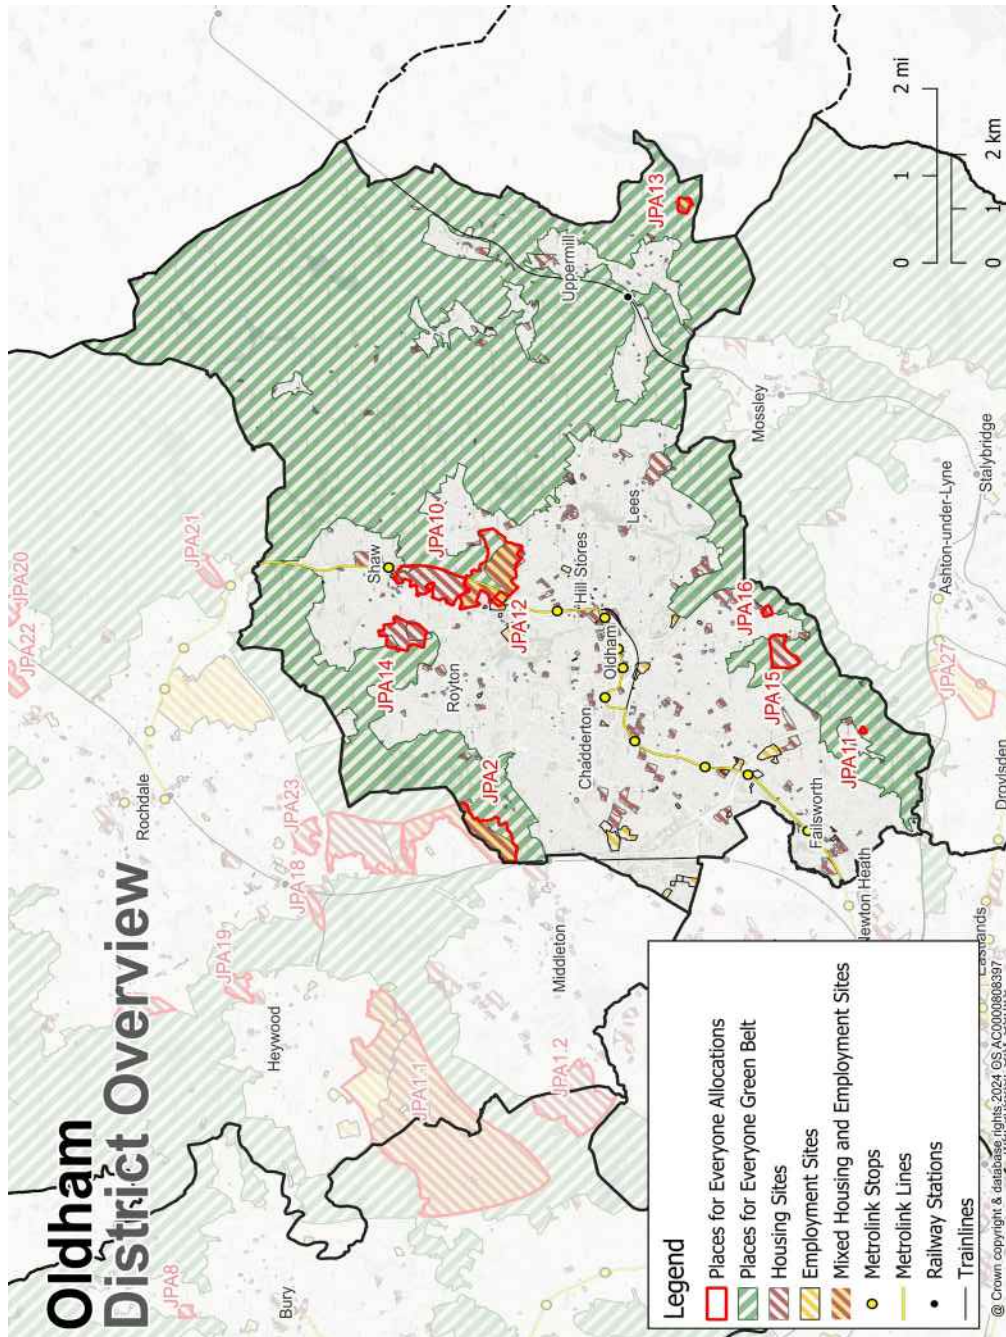 Oldham
District Overview
JPA8
Bury
Heywood
JPA19
JPA18
JPA23
Rochdale
JPA22
JPA20
JPA21
JPA1.1
JPA1.2
Middleton
JPA2
JPA14
Royton
Shaw
JPA10
JPA12
Chadderton
Oldham
Hill Stores
Lees
Uppermill
JPA13
Failsworth
Newton Heath
JPA11
JPA15
JPA16
Mossley
Droylsden
JPA27
Ashton-under-Lyne
Stalybridge
Eastlands
Legend
Places for Everyone Allocations
Places for Everyone Green Belt
Housing Sites
Employment Sites
Mixed Housing and Employment Sites
Metrolink Stops
Metrolink Lines
Railway Stations
Trainlines
0 1 2 mi
0 1 2 km
@ Crown copyright & database rights 2024 OS AC0000808397